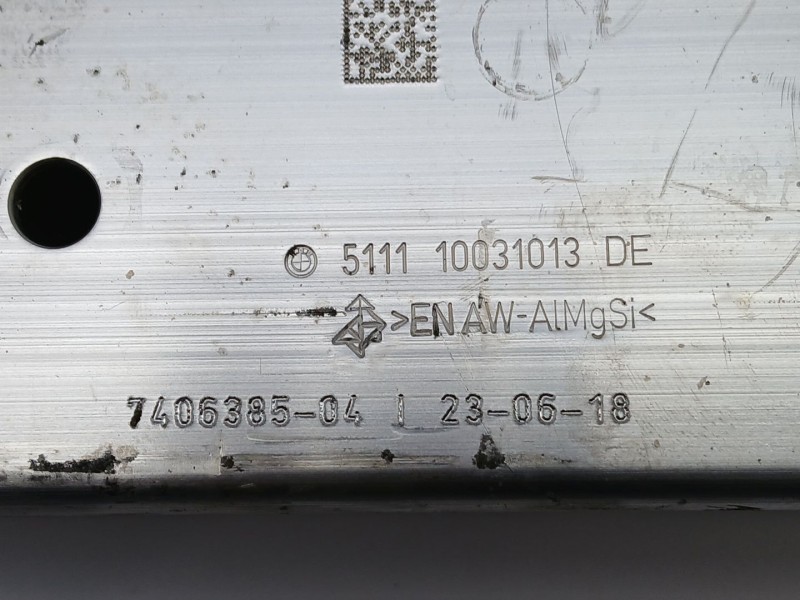 5111 10031013 DE
>EN AW-AlMgSi<
7406385-04 | 23-06-18